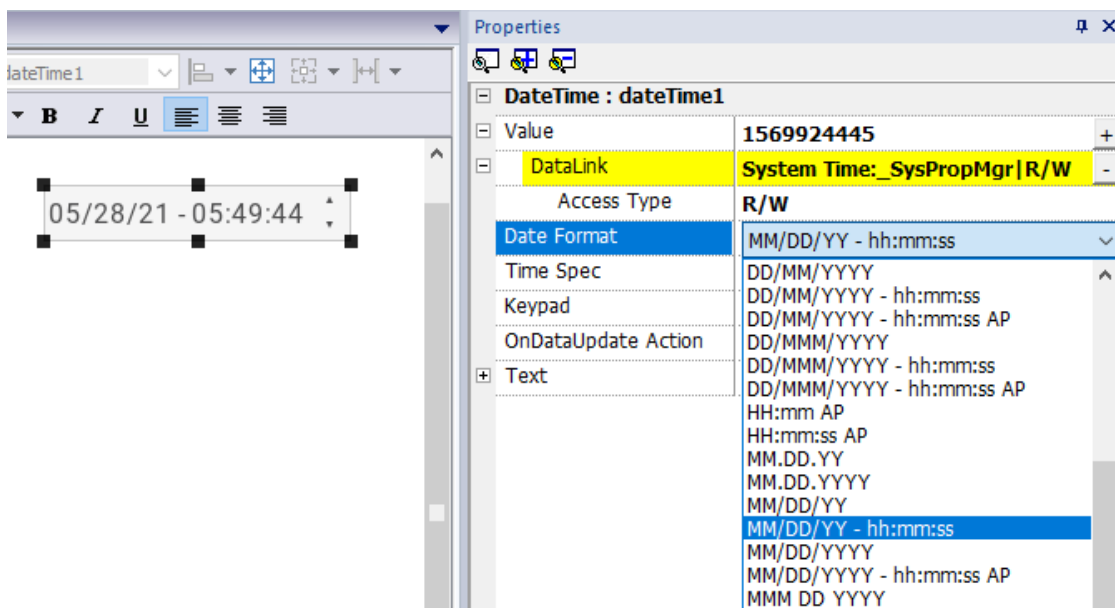 Properties
dateTime1
B I U
DateTime : dateTime1
Value 1569924445 +
DataLink System Time:_SysPropMgr|R/W -
Access Type R/W
05/28/21 - 05:49:44
Date Format MM/DD/YY - hh:mm:ss
Time Spec
Keypad
OnDataUpdate Action
Text
DD/MM/YYYY
DD/MM/YYYY - hh:mm:ss
DD/MM/YYYY - hh:mm:ss AP
DD/MMM/YYYY
DD/MMM/YYYY - hh:mm:ss
DD/MMM/YYYY - hh:mm:ss AP
HH:mm AP
HH:mm:ss AP
MM.DD.YY
MM.DD.YYYY
MM/DD/YY
MM/DD/YY - hh:mm:ss
MM/DD/YYYY
MM/DD/YYYY - hh:mm:ss AP
MMM DD YYYY